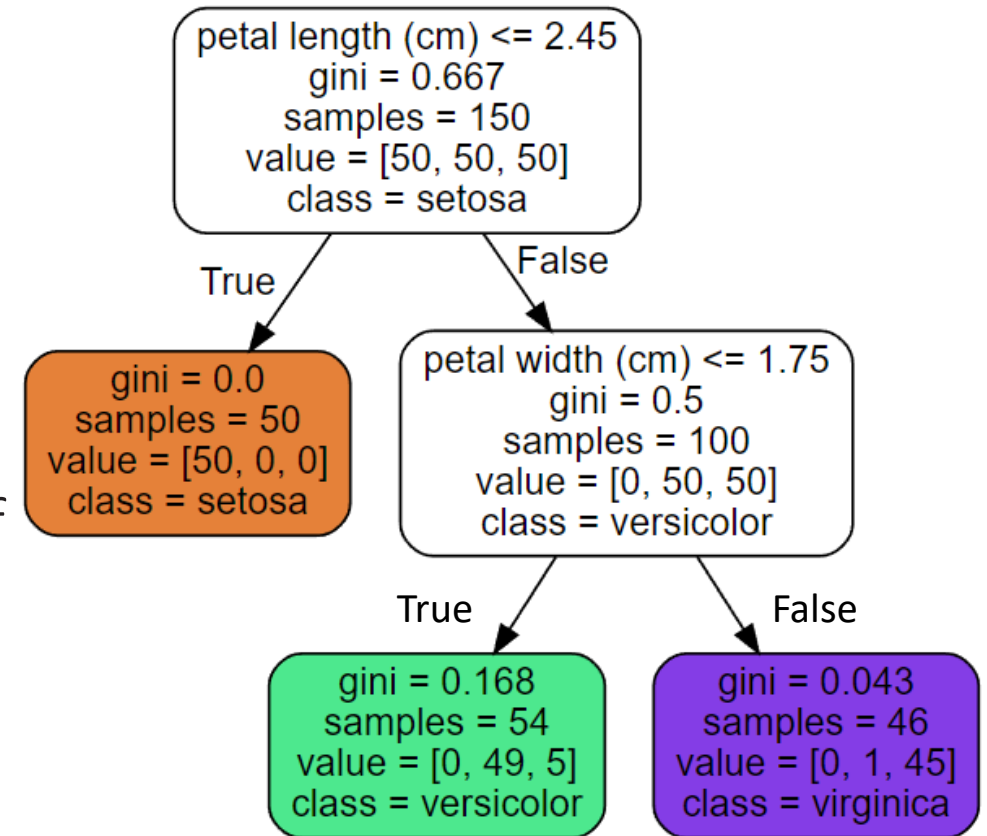 petal length (cm) <= 2.45
gini = 0.667
samples = 150
value = [50, 50, 50]
class = setosa
True
False
gini = 0.0
samples = 50
value = [50, 0, 0]
class = setosa
petal width (cm) <= 1.75
gini = 0.5
samples = 100
value = [0, 50, 50]
class = versicolor
True
False
gini = 0.168
samples = 54
value = [0, 49, 5]
class = versicolor
gini = 0.043
samples = 46
value = [0, 1, 45]
class = virginica